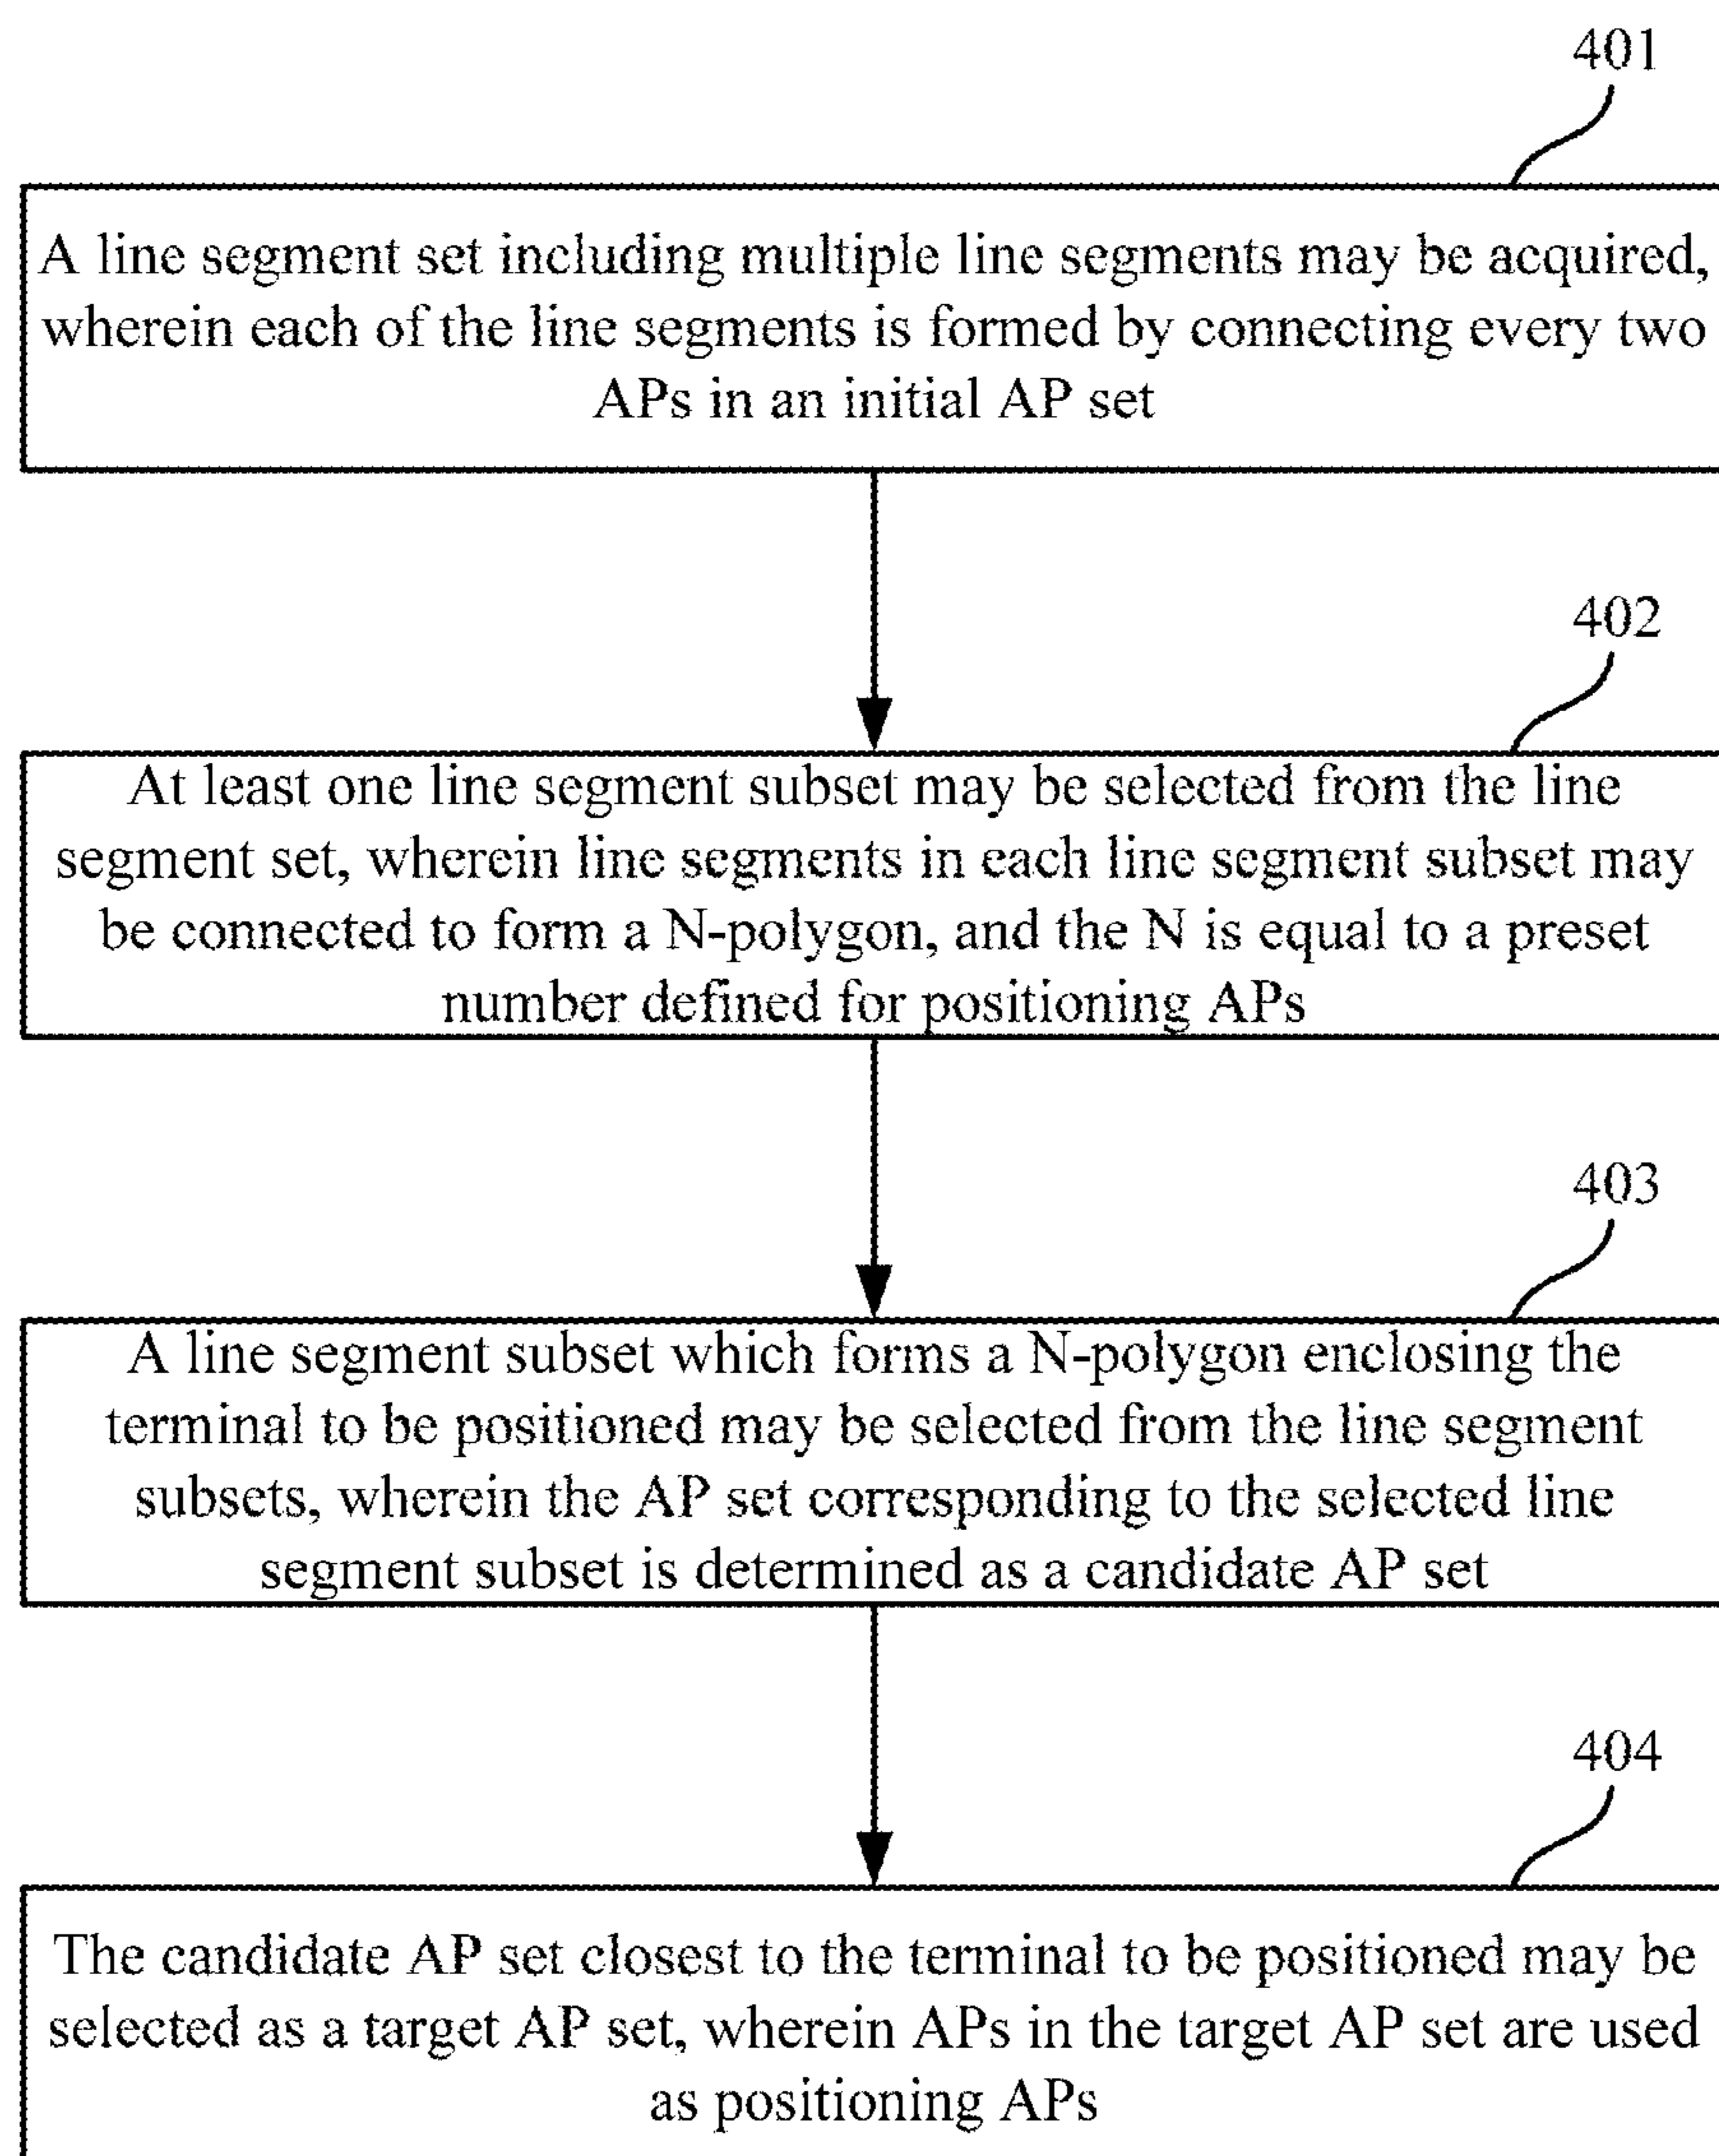 401
A line segment set including multiple line segments may be acquired,
wherein each of the line segments is formed by connecting every two
APs in an initial AP set
402
At least one line segment subset may be selected from the line
segment set, wherein line segments in each line segment subset may
be connected to form a N-polygon, and the N is equal to a preset
number defined for positioning APs
403
A line segment subset which forms a N-polygon enclosing the
terminal to be positioned may be selected from the line segment
subsets, wherein the AP set corresponding to the selected line
segment subset is determined as a candidate AP set
404
The candidate AP set closest to the terminal to be positioned may be
selected as a target AP set, wherein APs in the target AP set are used
as positioning APs